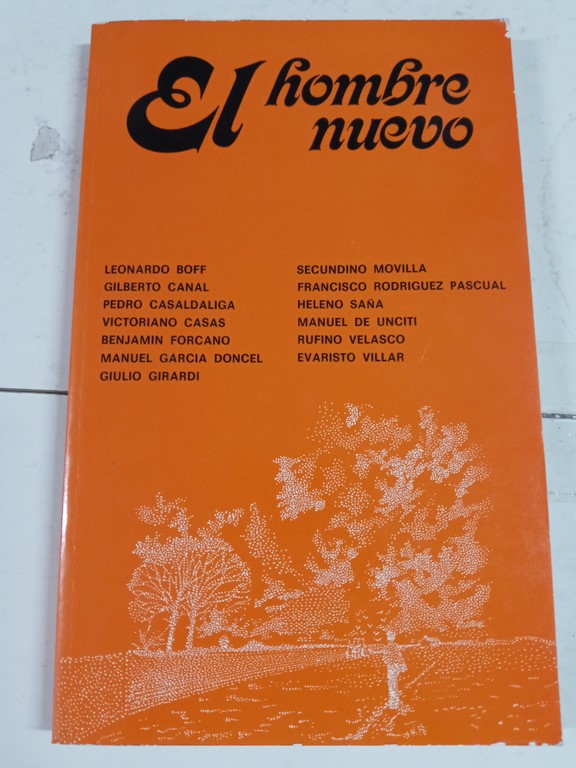 El hombre
nuevo
LEONARDO BOFF
GILBERTO CANAL
PEDRO CASALDALIGA
VICTORIANO CASAS
BENJAMIN FORCANO
MANUEL GARCIA DONCEL
GIULIO GIRARDI
SECUNDINO MOVILLA
FRANCISCO RODRIGUEZ PASCUAL
HELENO SAÑA
MANUEL DE UNCITI
RUFINO VELASCO
EVARISTO VILLAR